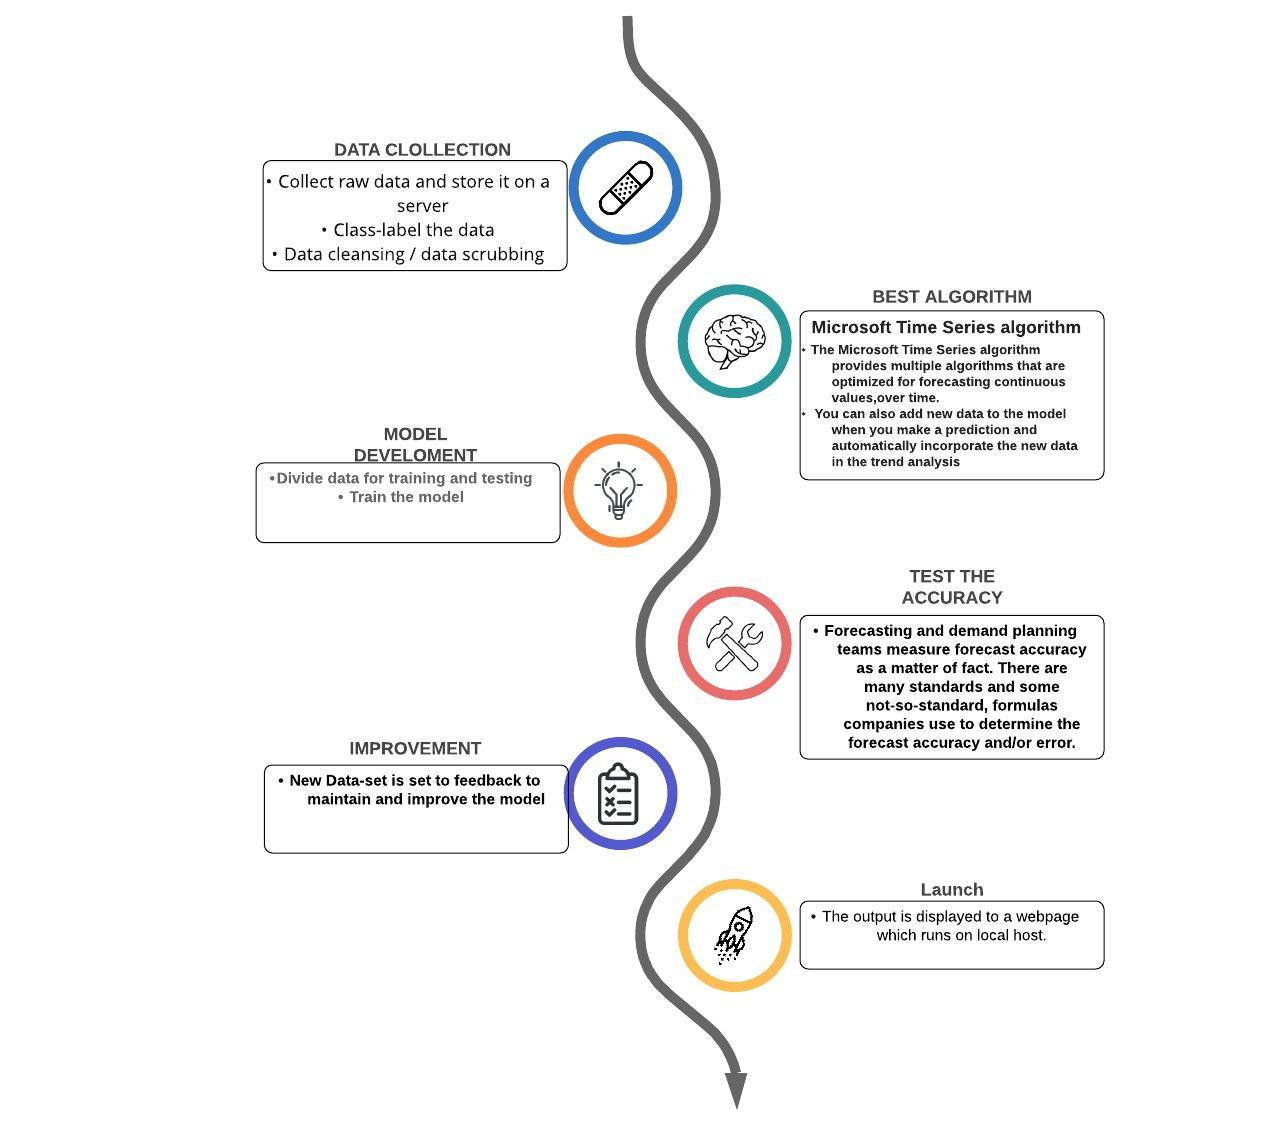 DATA CLOLLECTION
• Collect raw data and store it on a
server
• Class-label the data
• Data cleansing / data scrubbing
BEST ALGORITHM
Microsoft Time Series algorithm
• The Microsoft Time Series algorithm
provides multiple algorithms that are
optimized for forecasting continuous
values,over time.
• You can also add new data to the model
when you make a prediction and
automatically incorporate the new data
in the trend analysis
MODEL
DEVELOMENT
•Divide data for training and testing
• Train the model
TEST THE
ACCURACY
• Forecasting and demand planning
teams measure forecast accuracy
as a matter of fact. There are
many standards and some
not-so-standard, formulas
companies use to determine the
forecast accuracy and/or error.
IMPROVEMENT
• New Data-set is set to feedback to
maintain and improve the model
Launch
• The output is displayed to a webpage
which runs on local host.